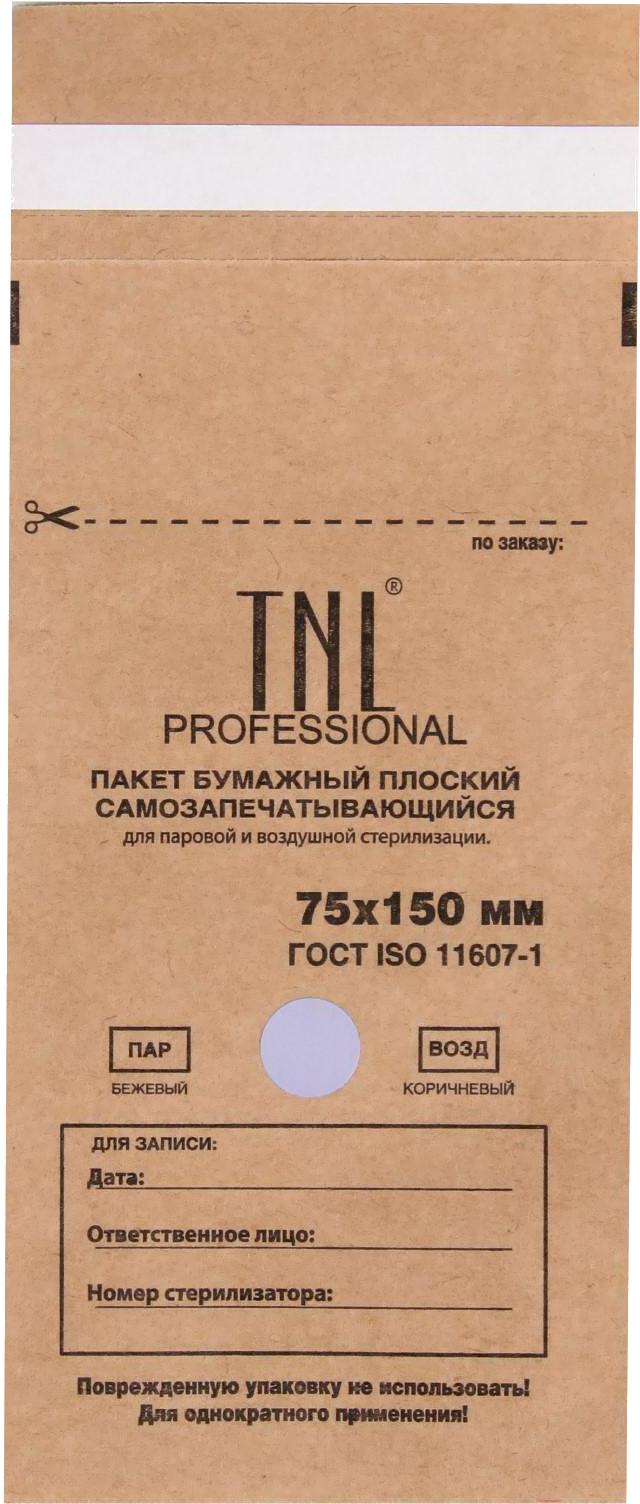 по заказу:
TNL®
PROFESSIONAL
ПАКЕТ БУМАЖНЫЙ ПЛОСКИЙ
САМОЗАПЕЧАТЫВАЮЩИЙСЯ
для паровой и воздушной стерилизации.
75х150 мм
ГОСТ ISO 11607-1
ПАР ВОЗД
БЕЖЕВЫЙ КОРИЧНЕВЫЙ
ДЛЯ ЗАПИСИ:
Дата:
Ответственное лицо:
Номер стерилизатора:
Поврежденную упаковку не использовать!
Для однократного применения!